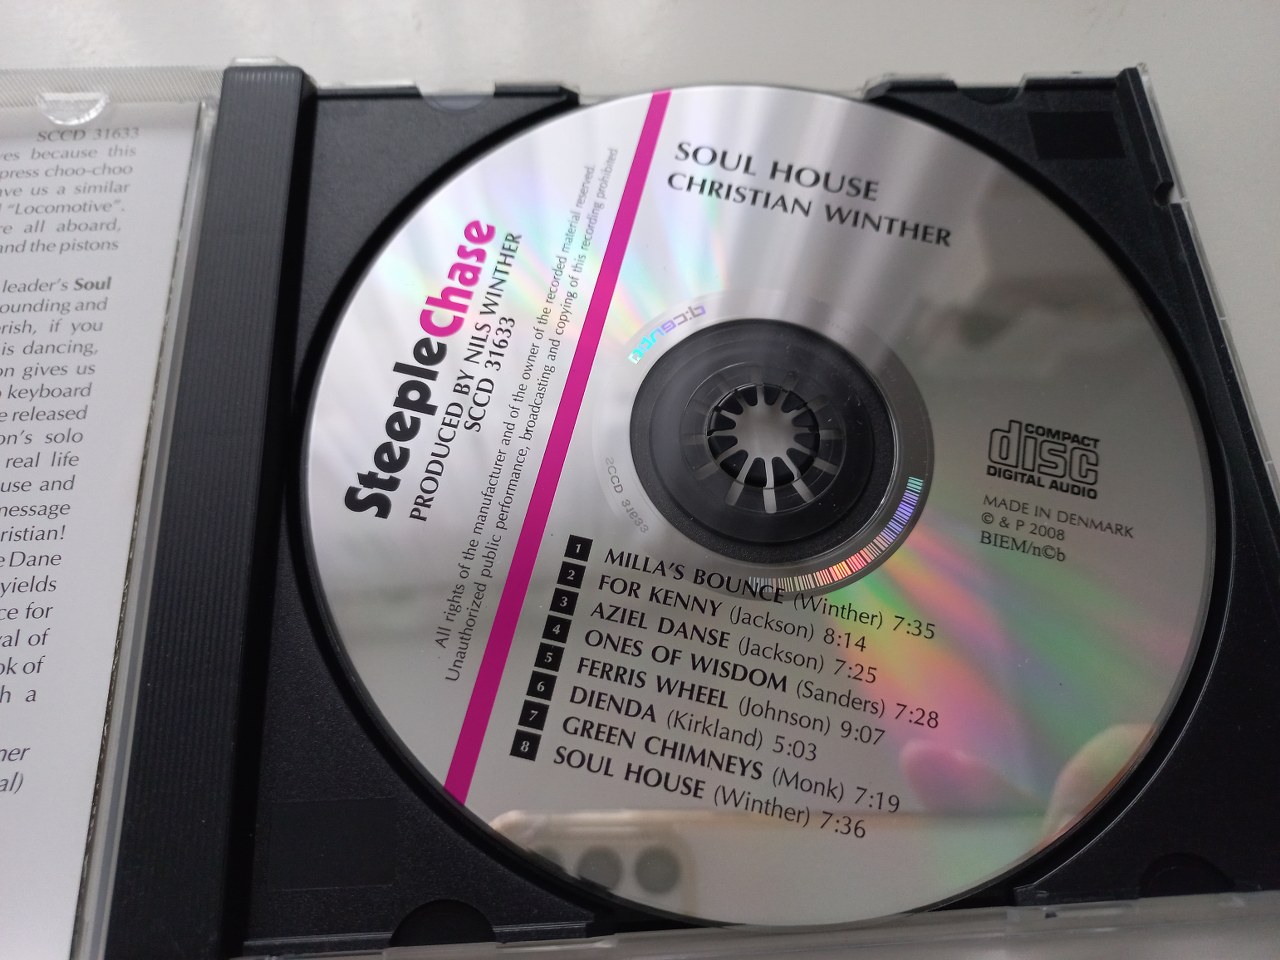 SCCD 31633
ves because this
press choo-choo
ave us a similar
"Locomotive".
re all aboard,
and the pistons
leader's Soul
ounding and
erish, if you
is dancing,
on gives us
keyboard
e released
on's solo
real life
use and
message
ristian!
e Dane
yields
ce for
val of
ok of
h a
ner
al)
SteepleChase
PRODUCED BY NILS WINTHER
SCCD 31633
All rights of the manufacturer and of the owner of the recorded material reserved.
Unauthorized public performance, broadcasting and copying of this recording prohibited
SOUL HOUSE
CHRISTIAN WINTHER
dicentia
SCCD 31633
COMPACT
disc
DIGITAL AUDIO
MADE IN DENMARK
© & P 2008
BIEM/n©b
1 MILLA'S BOUNCE (Winther) 7:35
2 FOR KENNY (Jackson) 8:14
3 AZIEL DANSE (Jackson) 7:25
4 ONES OF WISDOM (Sanders) 7:28
5 FERRIS WHEEL (Johnson) 9:07
6 DIENDA (Kirkland) 5:03
7 GREEN CHIMNEYS (Monk) 7:19
8 SOUL HOUSE (Winther) 7:36